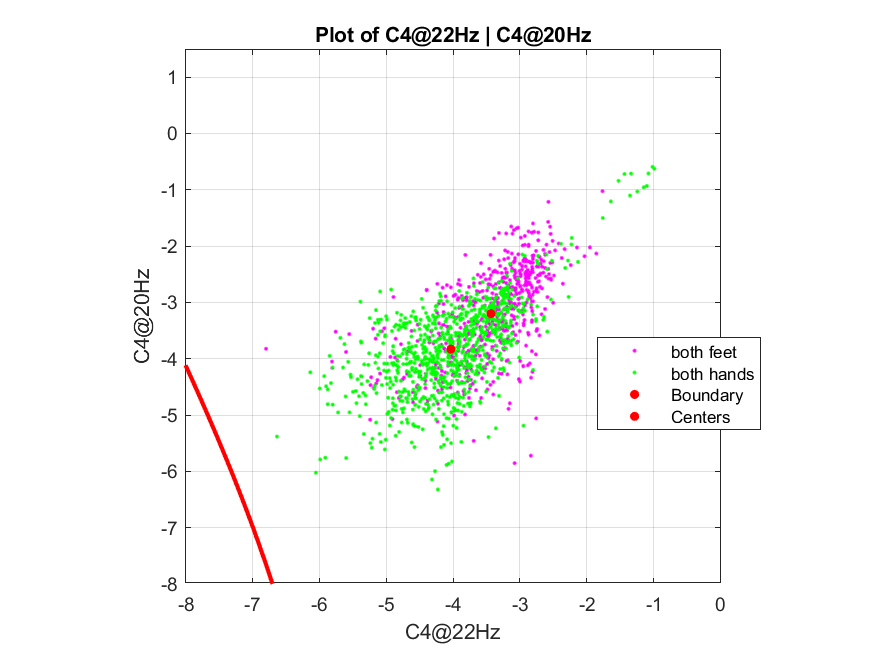 Plot of C4@22Hz | C4@20Hz
1
0
-1
-2
-3
-4
-5
-6
-7
-8
C4@20Hz
both feet
both hands
Boundary
Centers
-8 -7 -6 -5 -4 -3 -2 -1 0
C4@22Hz